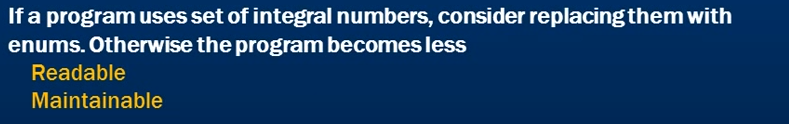 If a program uses set of integral numbers, consider replacing them with
enums. Otherwise the program becomes less
Readable
Maintainable